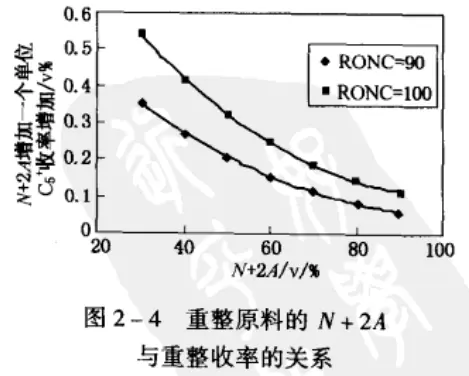 N+2A增加一个单位
C5+收率增加/v%
0.6
0.5
0.4
0.3
0.2
0.1
0
RONC=90
RONC=100
20 40 60 80 100
N+2A/v/%
图2-4 重整原料的 N+2A
与重整收率的关系